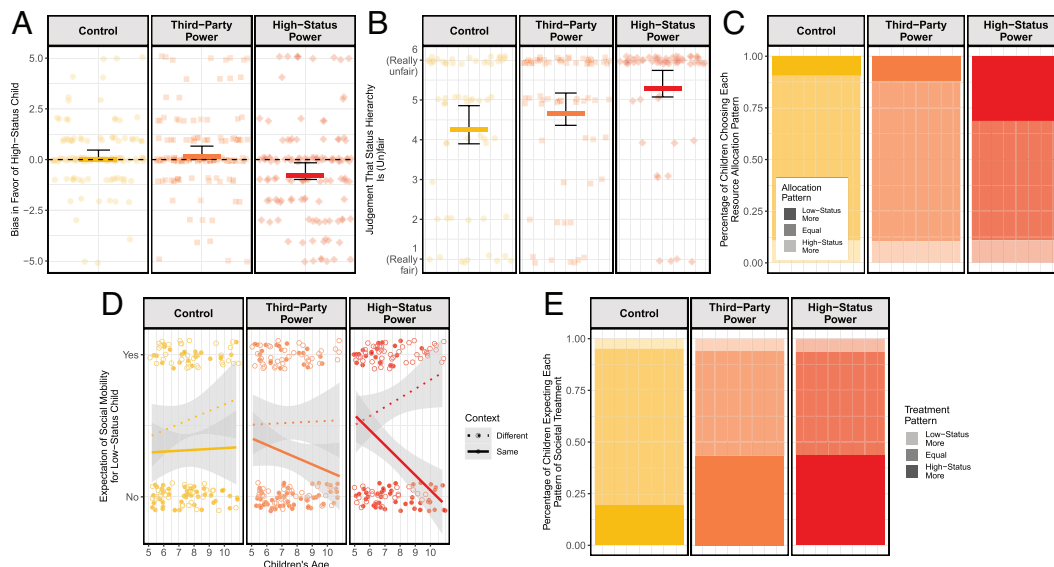 A
Control
Third−Party
Power
High−Status
Power
Bias in Favor of High−Status Child
5.0
2.5
0.0
−2.5
−5.0
B
Control
Third−Party
Power
High−Status
Power
Judgement That Status Hierarchy
Is (Un)fair
6
(Really
unfair)
5
4
3
2
1
(Really
fair)
C
Control
Third−Party
Power
High−Status
Power
Percentage of Children Choosing Each
Resource Allocation Pattern
1.00
0.75
0.50
0.25
0.00
Allocation
Pattern
Low−Status
More
Equal
High−Status
More
D
Control
Third−Party
Power
High−Status
Power
Expectation of Social Mobility
for Low−Status Child
Yes
No
5 6 7 8 9 10
5 6 7 8 9 10
5 6 7 8 9 10
Children's Age
Context
Different
Same
E
Control
Third−Party
Power
High−Status
Power
Percentage of Children Expecting Each
Pattern of Societal Treatment
1.00
0.75
0.50
0.25
0.00
Treatment
Pattern
Low−Status
More
Equal
High−Status
More